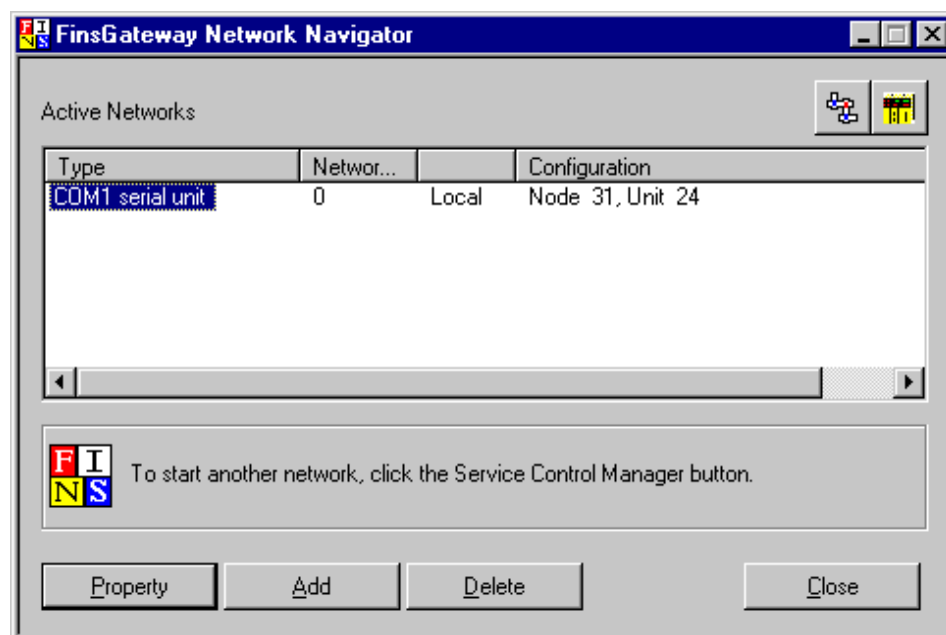 FinsGateway Network Navigator
Active Networks
Type Networ... Configuration
COM1 serial unit 0 Local Node 31, Unit 24
F I
N S
To start another network, click the Service Control Manager button.
Property Add Delete Close